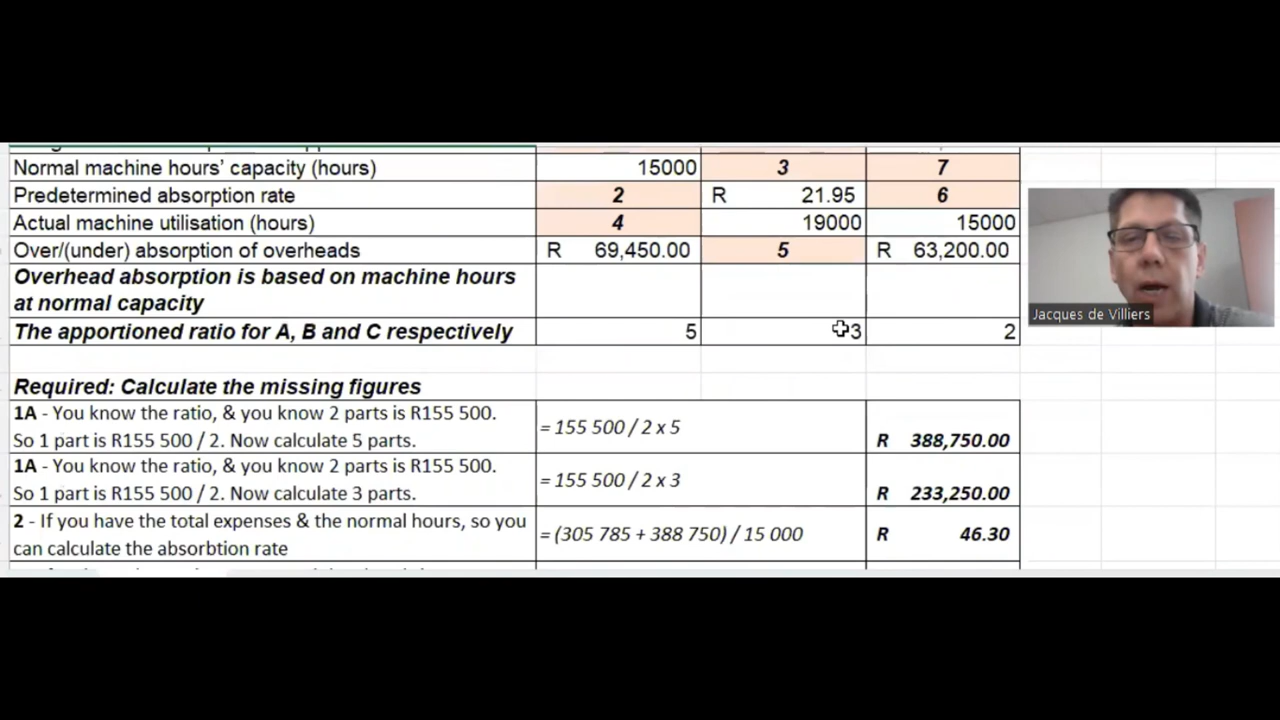 Normal machine hours' capacity (hours) 15000 3 7
Predetermined absorption rate 2 R 21.95 6
Actual machine utilisation (hours) 4 19000 15000
Over/(under) absorption of overheads R 69,450.00 5 R 63,200.00
Overhead absorption is based on machine hours
at normal capacity
The apportioned ratio for A, B and C respectively 5 3 2
Jacques de Villiers
Required: Calculate the missing figures
1A - You know the ratio, & you know 2 parts is R155 500.
So 1 part is R155 500 / 2. Now calculate 5 parts.
= 155 500 / 2 x 5
R 388,750.00
1A - You know the ratio, & you know 2 parts is R155 500.
So 1 part is R155 500 / 2. Now calculate 3 parts.
= 155 500 / 2 x 3
R 233,250.00
2 - If you have the total expenses & the normal hours, so you
can calculate the absorbtion rate
= (305 785 + 388 750) / 15 000
R 46.30